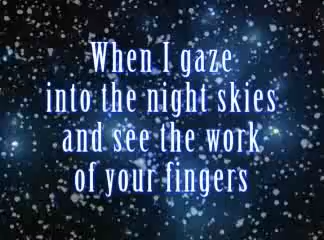 When I gaze
into the night skies
and see the work
of your fingers